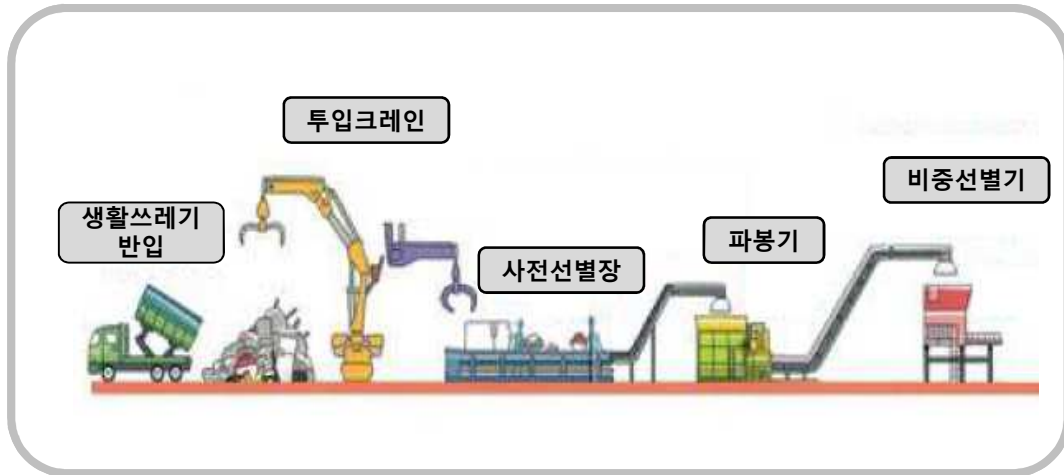 생활쓰레기
반입
투입크레인
사전선별장
파봉기
비중선별기